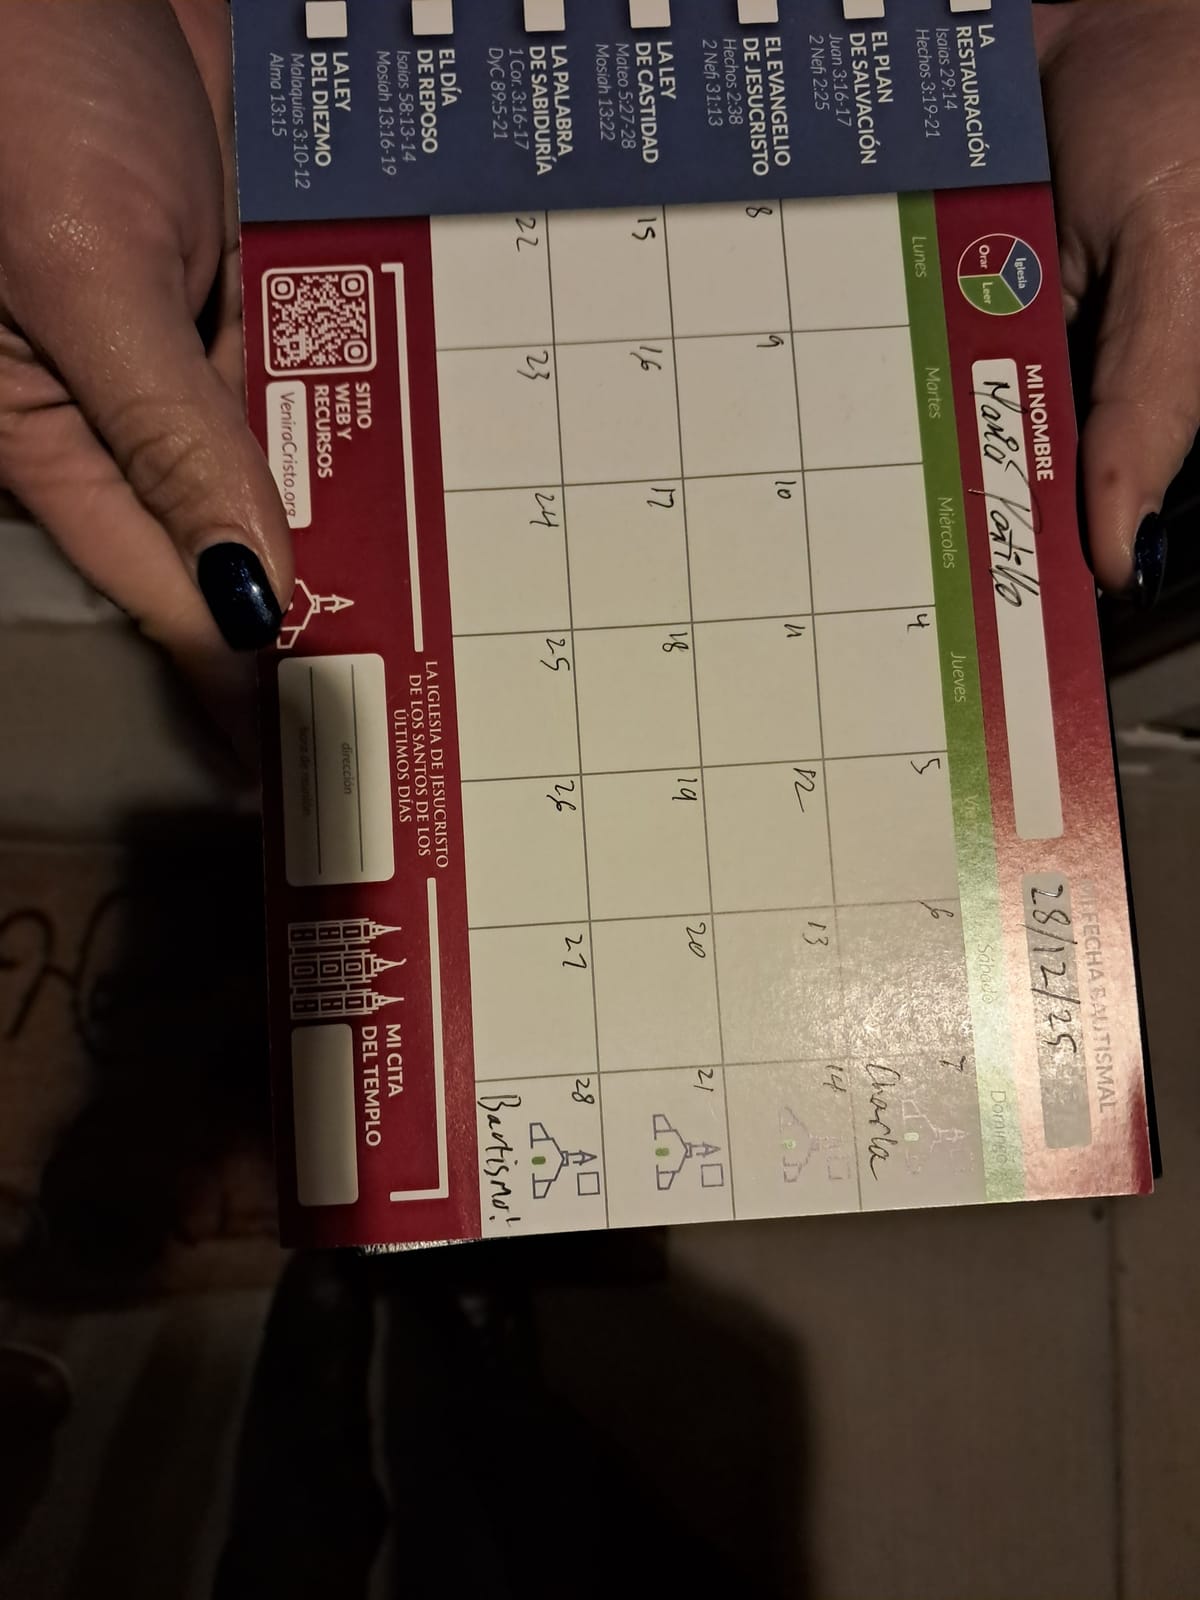 LA
RESTAURACIÓN
Isaías 29:14
Hechos 3:19-21
EL PLAN
DE SALVACIÓN
Juan 3:16-17
2 Nefi 2:25
EL EVANGELIO
DE JESUCRISTO
Hechos 2:38
2 Nefi 31:13
LA LEY
DE CASTIDAD
Mateo 5:27-28
Mosíah 13:22
LA PALABRA
DE SABIDURÍA
1 Cor. 3:16-17
DyC 89:5-21
EL DÍA
DE REPOSO
Isaías 58:13-14
Mosíah 13:16-19
LA LEY
DEL DIEZMO
Malaquías 3:10-12
Alma 13:15
Iglesia
Orar
Leer
MI NOMBRE
Portillo
MI FECHA BAUTISMAL
28/12/25
Lunes Martes Miércoles Jueves Viernes Sábado Domingo
4 5 6 7
Charla
8 9 10 11 12 13 14
15 16 17 18 19 20 21
22 23 24 25 26 27 28
Bautismo!
SITIO
WEB Y
RECURSOS
VeniraCristo.org
dirección
hora de reunión
LA IGLESIA DE JESUCRISTO
DE LOS SANTOS DE LOS
ÚLTIMOS DÍAS
MI CITA
DEL TEMPLO